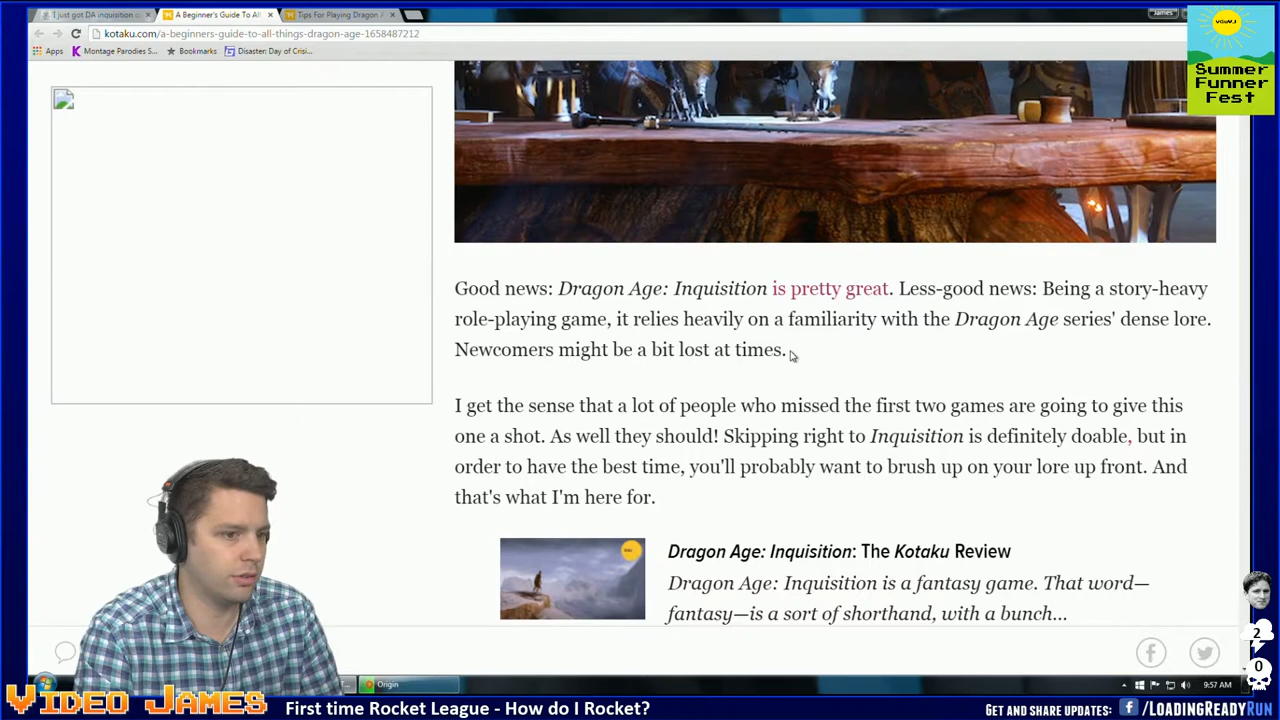 I just got DA inquisition o
A Beginner's Guide To All
Tips For Playing Dragon A
James
kotaku.com/a-beginners-guide-to-all-things-dragon-age-1658487212
Apps
Montage Parodies S...
Bookmarks
Disaster: Day of Crisi...
Summer
Funner
Fest
Good news: Dragon Age: Inquisition is pretty great. Less-good news: Being a story-heavy
role-playing game, it relies heavily on a familiarity with the Dragon Age series' dense lore.
Newcomers might be a bit lost at times.
I get the sense that a lot of people who missed the first two games are going to give this
one a shot. As well they should! Skipping right to Inquisition is definitely doable, but in
order to have the best time, you'll probably want to brush up on your lore up front. And
that's what I'm here for.
Dragon Age: Inquisition: The Kotaku Review
Dragon Age: Inquisition is a fantasy game. That word—
fantasy—is a sort of shorthand, with a bunch...
2
0
Origin
9:57 AM
Video James
First time Rocket League - How do I Rocket?
Get and share updates:
/LoadingReadyRun